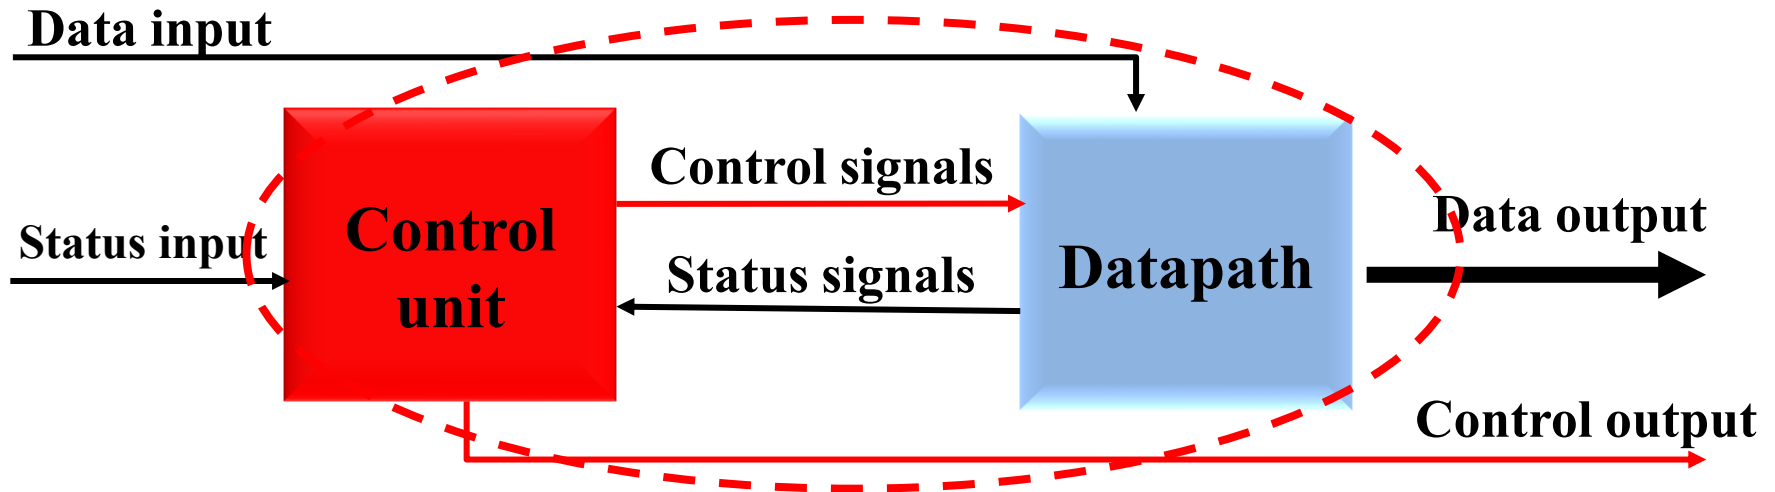 Data input
Control signals
Status input
Control
unit
Status signals
Datapath
Data output
Control output